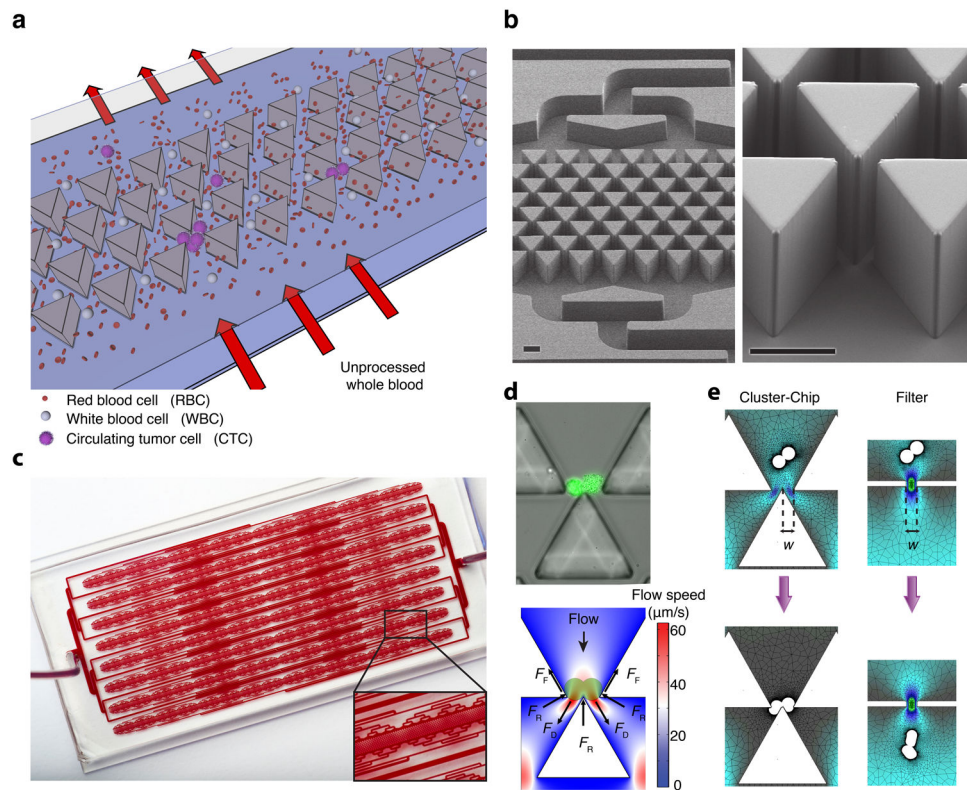 a
Unprocessed
whole blood
Red blood cell (RBC)
White blood cell (WBC)
Circulating tumor cell (CTC)
b
c
d
Flow speed
(μm/s)
Flow
60
40
20
0
F_F
F_F
F_R
F_R
F_D
F_D
F_R
e
Cluster-Chip
Filter
w
w